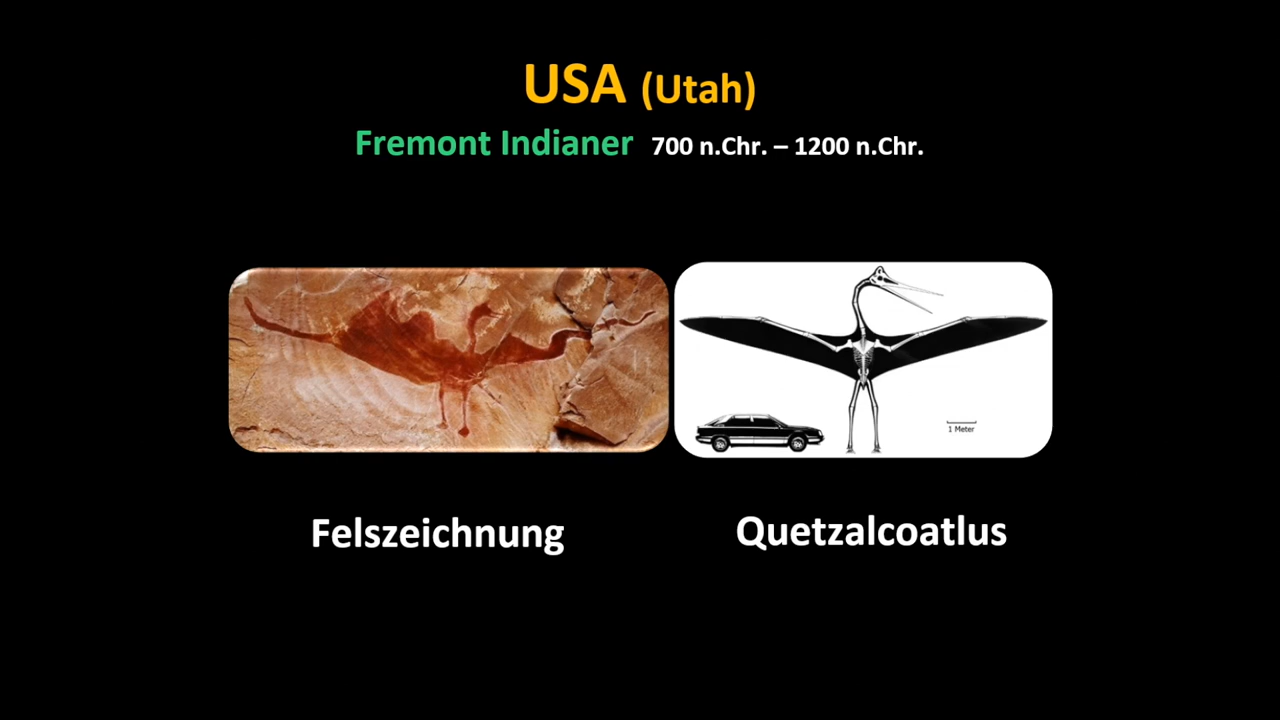 USA (Utah)
Fremont Indianer 700 n.Chr. – 1200 n.Chr.
1 Meter
Felszeichnung
Quetzalcoatlus